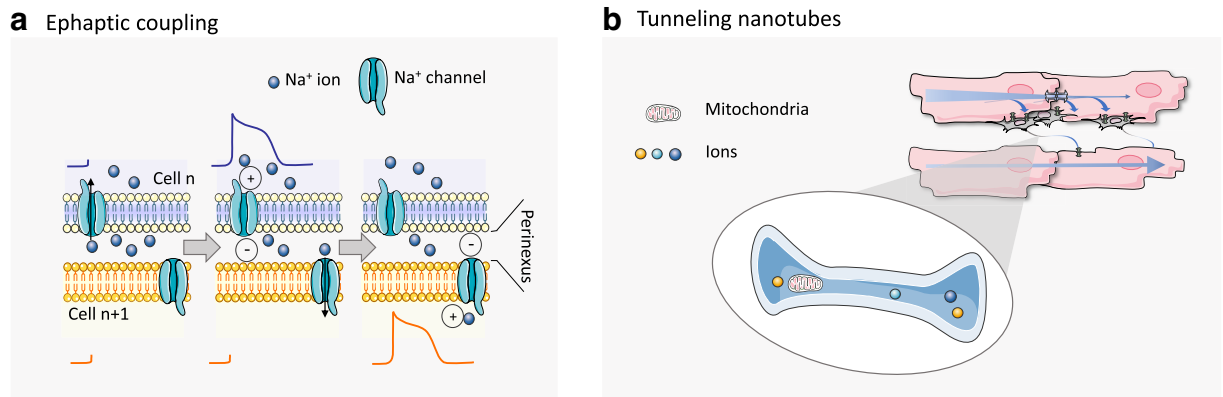 a Ephaptic coupling
Na⁺ ion
Na⁺ channel
Cell n
+
-
-
Perinexus
Cell n+1
+
b Tunneling nanotubes
Mitochondria
Ions